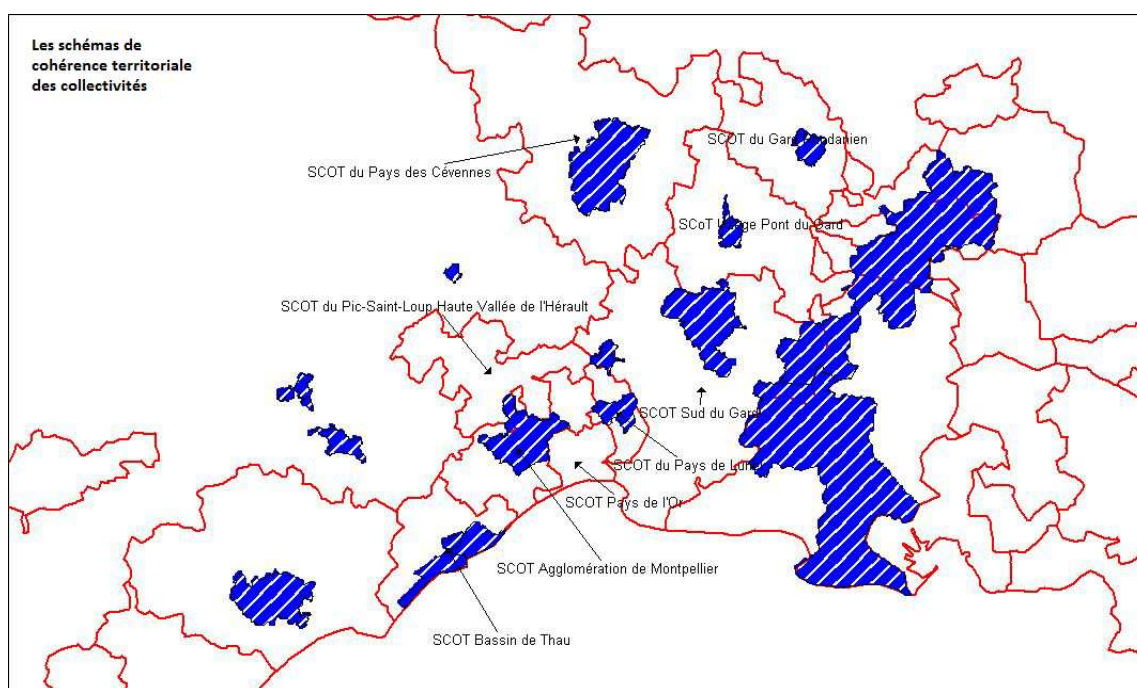 Les schémas de
cohérence territoriale
des collectivités
SCOT du Gard
SCOT du Pays des Cévennes
SCoT Pont du Gard
SCOT du Pic-Saint-Loup Haute Vallée de l'Hérault
SCOT Sud du Gard
SCOT du Pays de
SCOT Pays de l'Or
SCOT Agglomération de Montpellier
SCOT Bassin de Thau